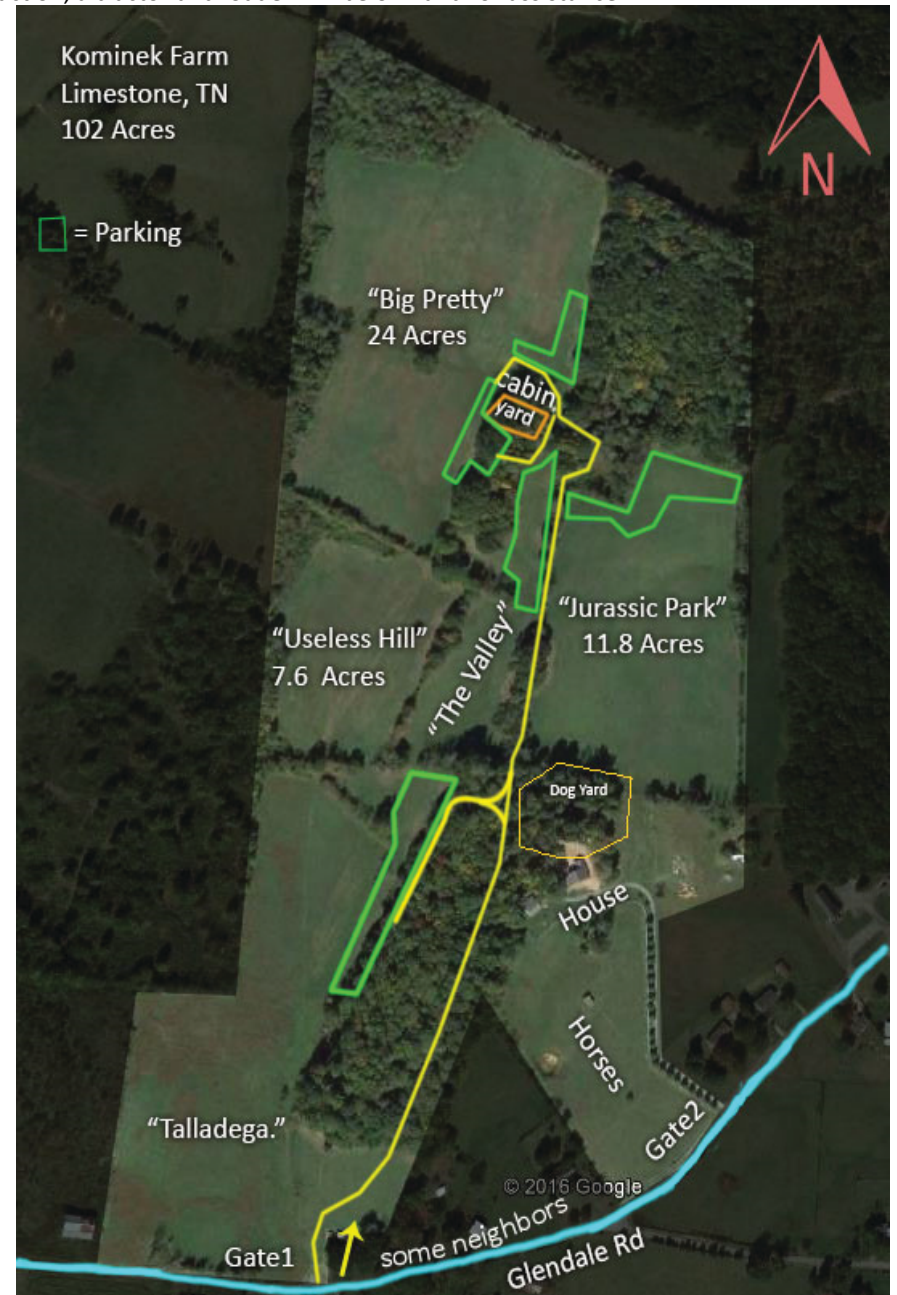 Kominek Farm
Limestone, TN
102 Acres
N
= Parking
“Big Pretty”
24 Acres
cabin,
yard
“Jurassic Park”
11.8 Acres
“Useless Hill”
7.6 Acres
“The Valley”
Dog Yard
House
Horses
“Talladega.”
Gate2
© 2016 Google
some neighbors
Gate1
Glendale Rd